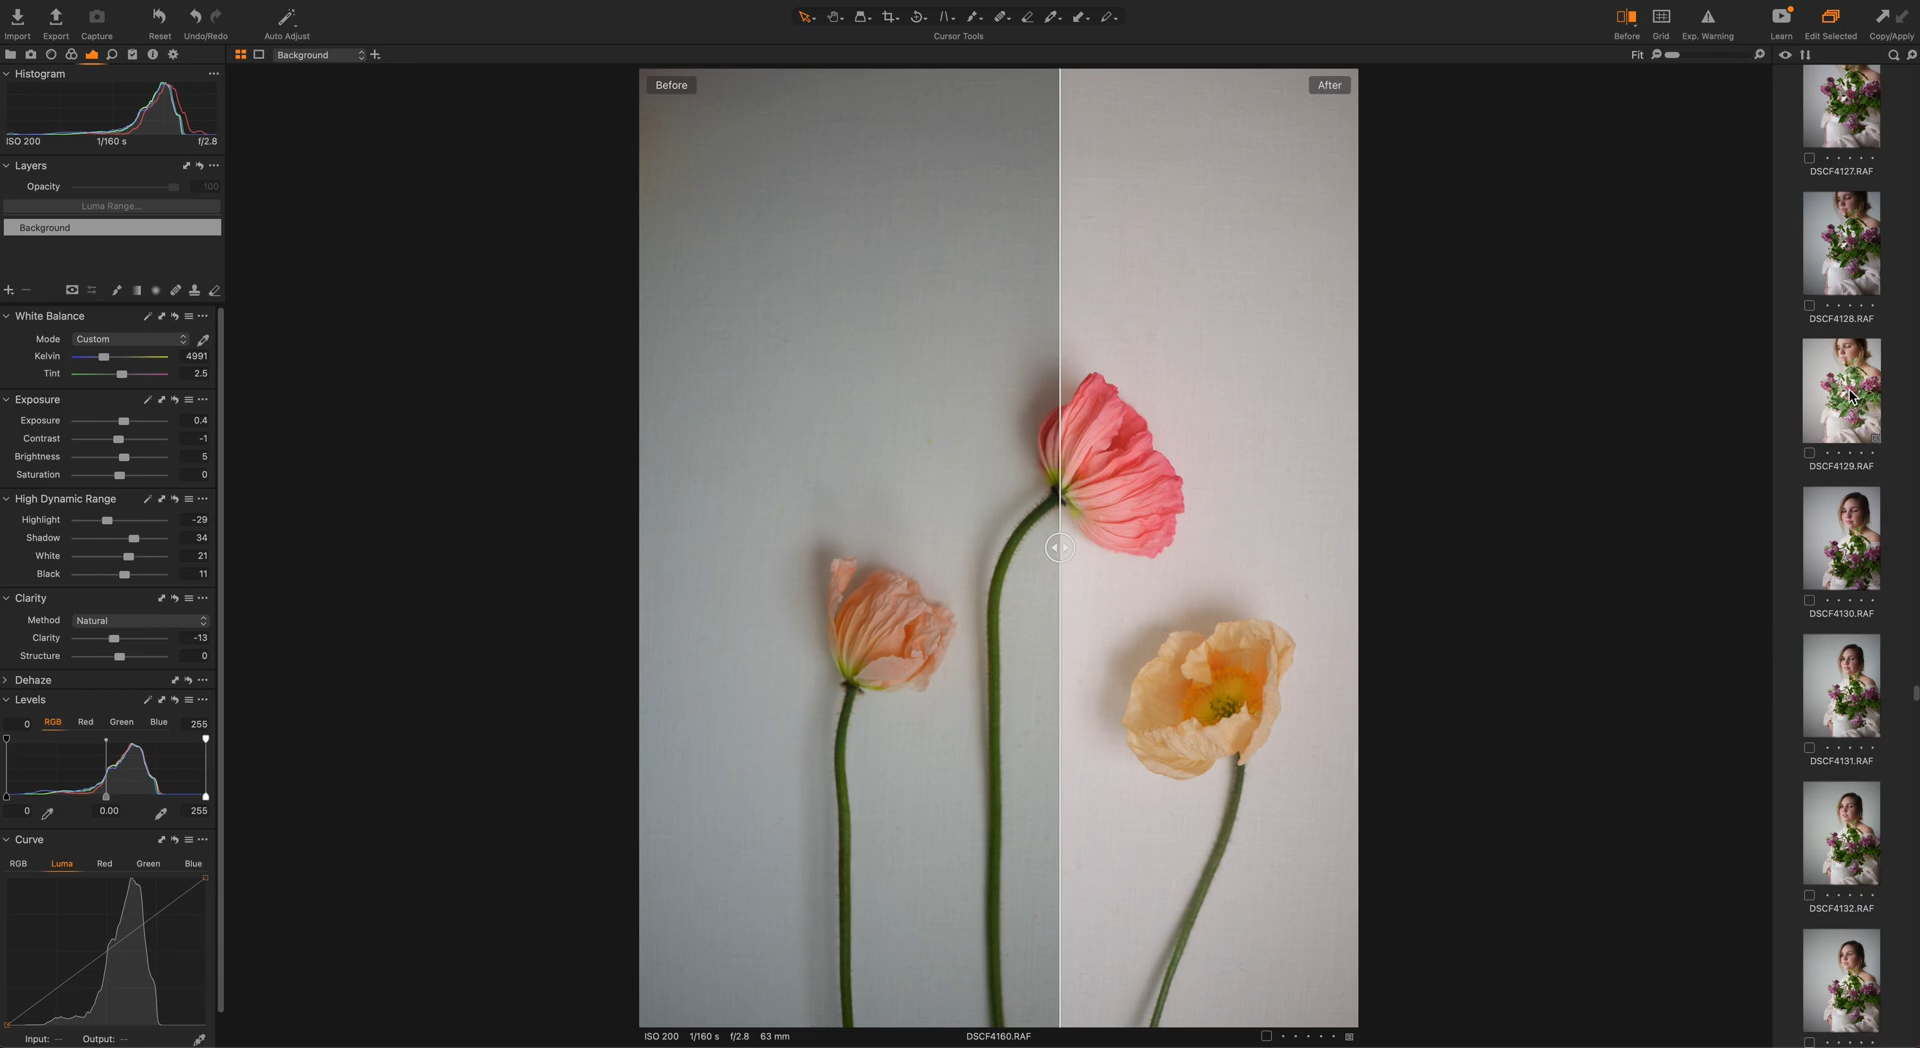 Import Export Capture Reset Undo/Redo Auto Adjust Cursor Tools Before Grid Exp. Warning Learn Edit Selected Copy/Apply
Background Fit
Histogram
ISO 200 1/160 s f/2.8
Layers
Opacity 100
Luma Range...
Background
White Balance
Mode Custom
Kelvin 4991
Tint 2.5
Exposure
Exposure 0.4
Contrast -1
Brightness 5
Saturation 0
High Dynamic Range
Highlight -29
Shadow 34
White 21
Black 11
Clarity
Method Natural
Clarity -13
Structure 0
Dehaze
Levels
0 RGB Red Green Blue 255
0 0.00 255
Curve
RGB Luma Red Green Blue
Input: -- Output: --
Before After
ISO 200 1/160 s f/2.8 63 mm DSCF4160.RAF
DSCF4127.RAF
DSCF4128.RAF
DSCF4129.RAF
DSCF4130.RAF
DSCF4131.RAF
DSCF4132.RAF